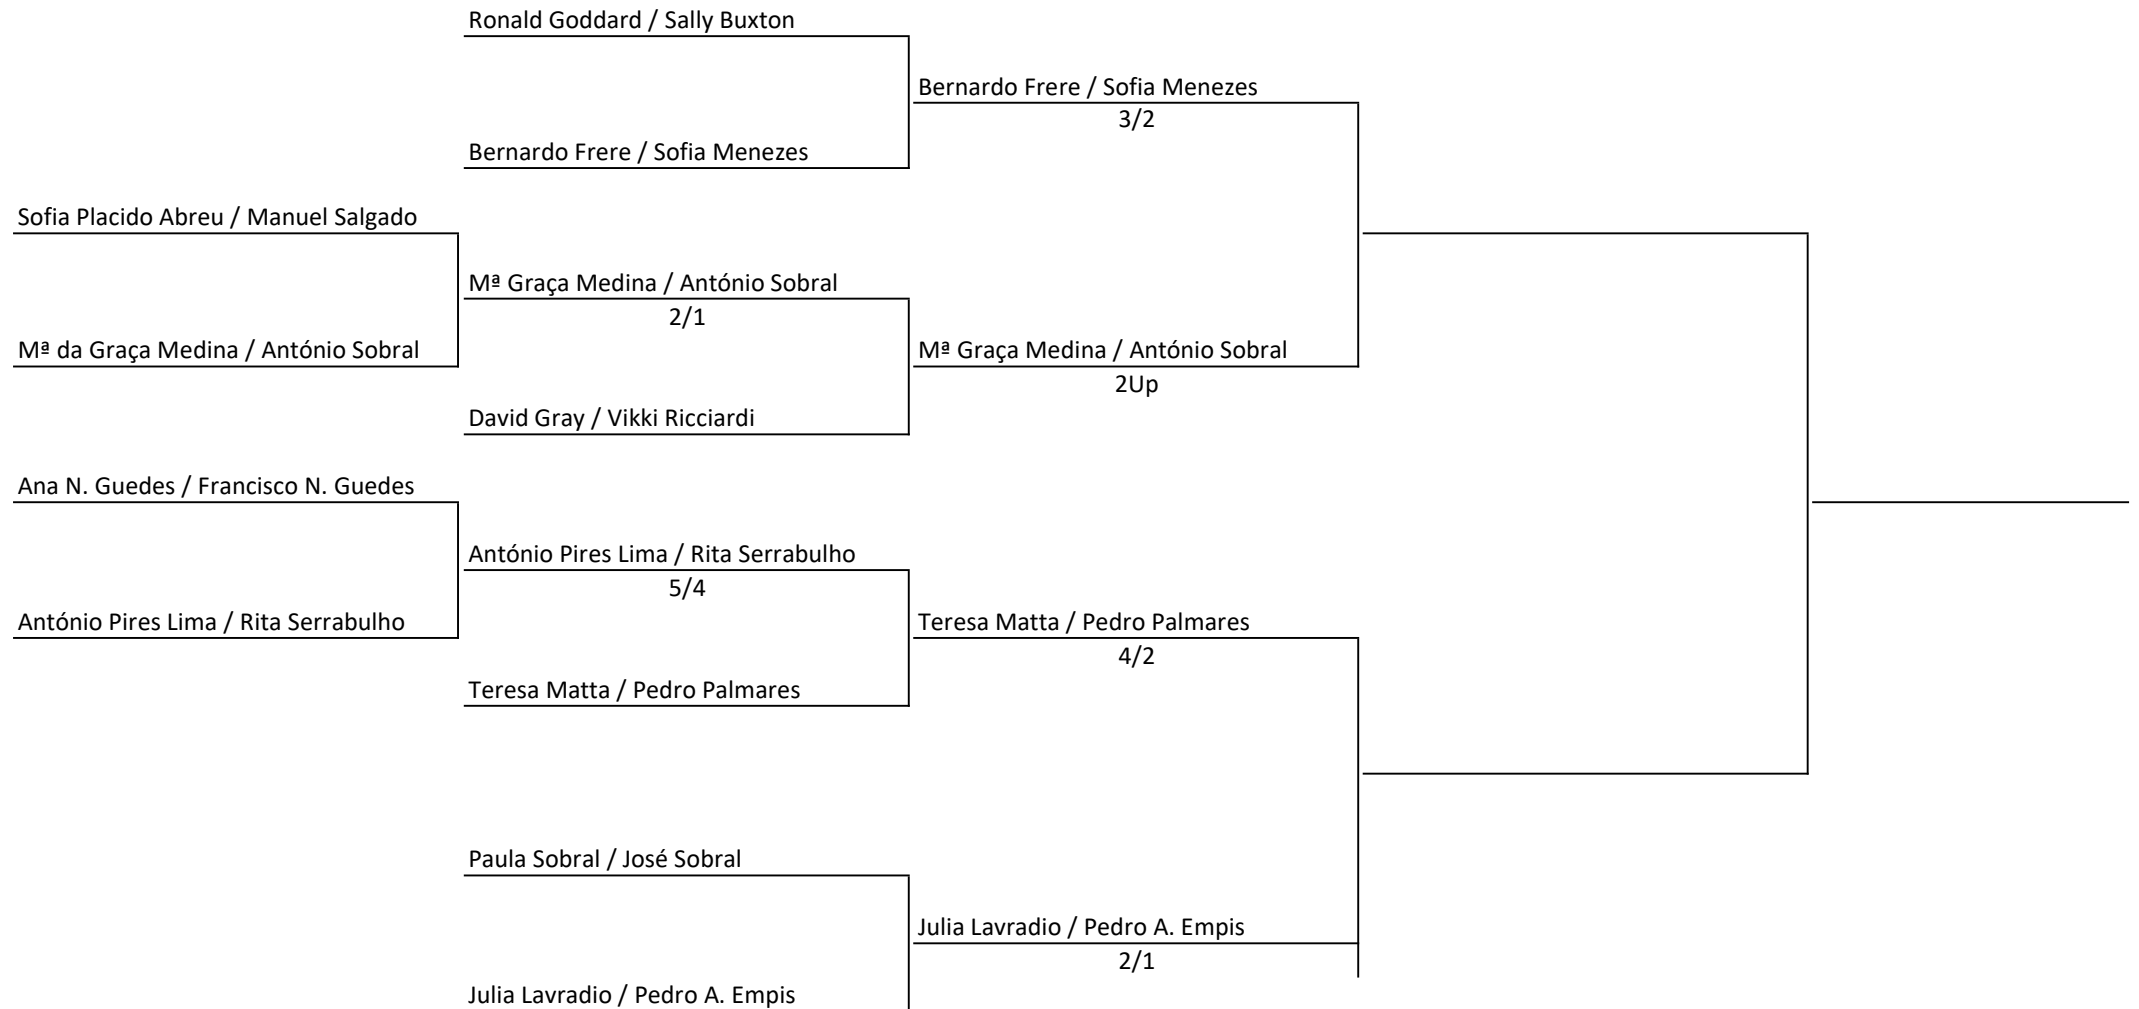 Ronald Goddard / Sally Buxton
Bernardo Frere / Sofia Menezes
3/2
Bernardo Frere / Sofia Menezes
Sofia Placido Abreu / Manuel Salgado
Mª Graça Medina / António Sobral
2/1
Mª da Graça Medina / António Sobral
Mª Graça Medina / António Sobral
2Up
David Gray / Vikki Ricciardi
Ana N. Guedes / Francisco N. Guedes
António Pires Lima / Rita Serrabulho
5/4
António Pires Lima / Rita Serrabulho
Teresa Matta / Pedro Palmares
4/2
Teresa Matta / Pedro Palmares
Paula Sobral / José Sobral
Julia Lavradio / Pedro A. Empis
2/1
Julia Lavradio / Pedro A. Empis